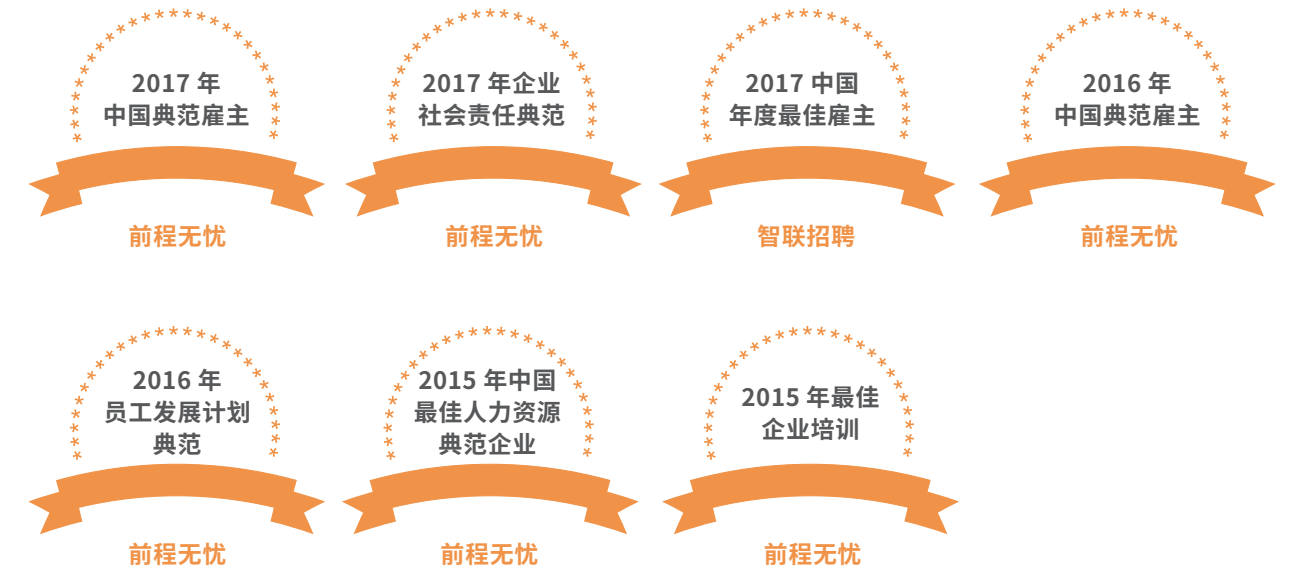 2017 年
中国典范雇主
前程无忧
2017 年企业
社会责任典范
前程无忧
2017 中国
年度最佳雇主
智联招聘
2016 年
中国典范雇主
前程无忧
2016 年
员工发展计划
典范
前程无忧
2015 年中国
最佳人力资源
典范企业
前程无忧
2015 年最佳
企业培训
前程无忧